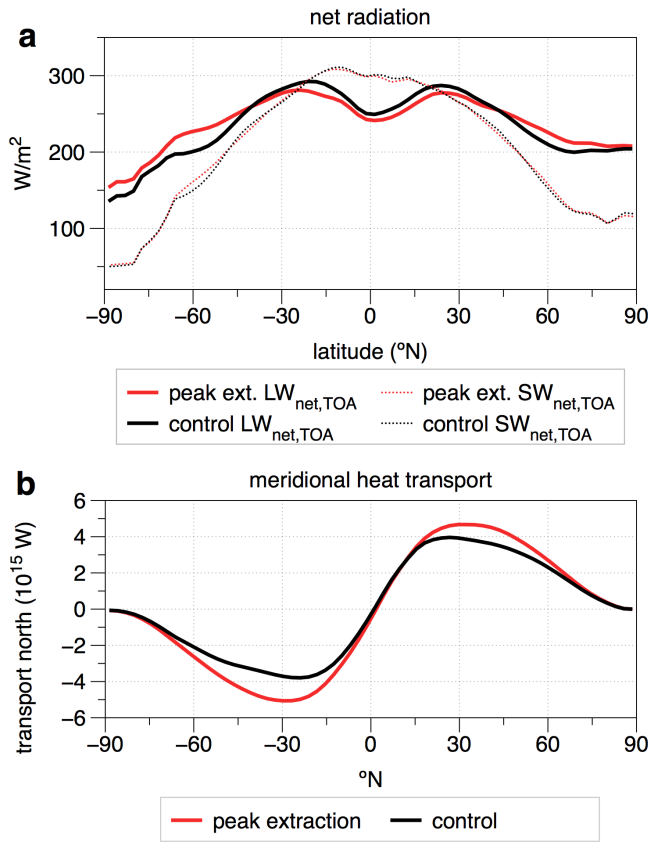 a
net radiation
300
200
100
W/m²
−90 −60 −30 0 30 60 90
latitude (ºN)
peak ext. LWnet,TOA peak ext. SWnet,TOA
control LWnet,TOA control SWnet,TOA
b
meridional heat transport
6
4
2
0
−2
−4
−6
transport north (10¹⁵ W)
−90 −60 −30 0 30 60 90
ºN
peak extraction control